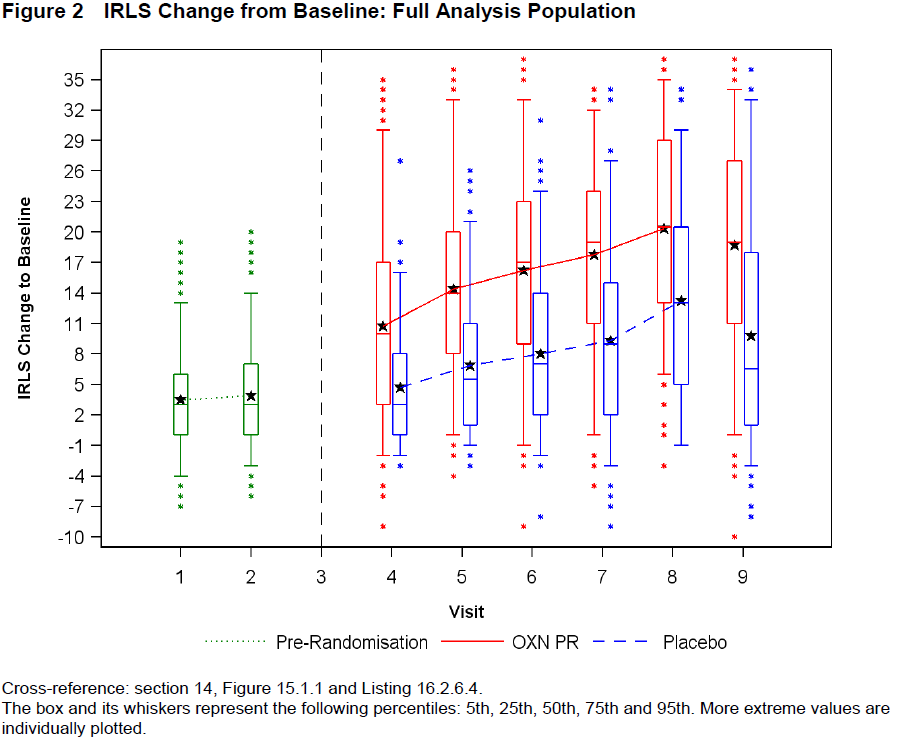 Figure 2 IRLS Change from Baseline: Full Analysis Population
IRLS Change to Baseline
35
32
29
26
23
20
17
14
11
8
5
2
-1
-4
-7
-10
1 2 3 4 5 6 7 8 9
Visit
Pre-Randomisation OXN PR Placebo
Cross-reference: section 14, Figure 15.1.1 and Listing 16.2.6.4.
The box and its whiskers represent the following percentiles: 5th, 25th, 50th, 75th and 95th. More extreme values are
individually plotted.